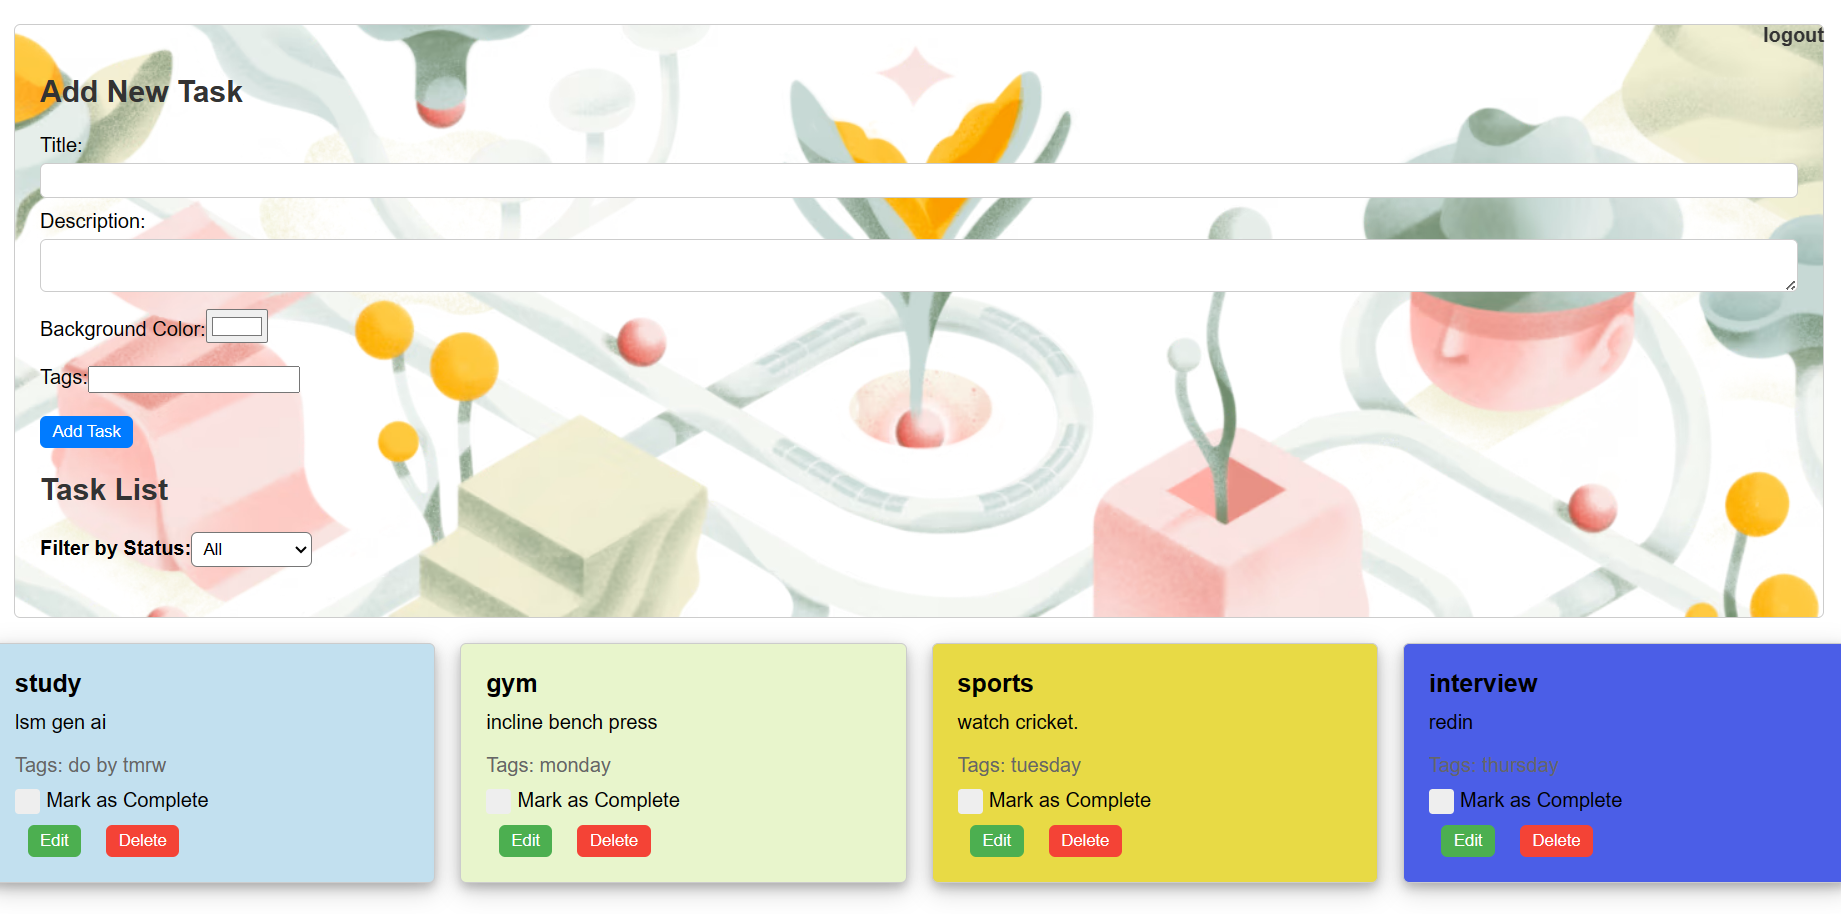 logout
Add New Task
Title:
Description:
Background Color:
Tags:
Add Task
Task List
Filter by Status: All
study
lsm gen ai
Tags: do by tmrw
Mark as Complete
Edit Delete
gym
incline bench press
Tags: monday
Mark as Complete
Edit Delete
sports
watch cricket.
Tags: tuesday
Mark as Complete
Edit Delete
interview
redin
Tags: thursday
Mark as Complete
Edit Delete